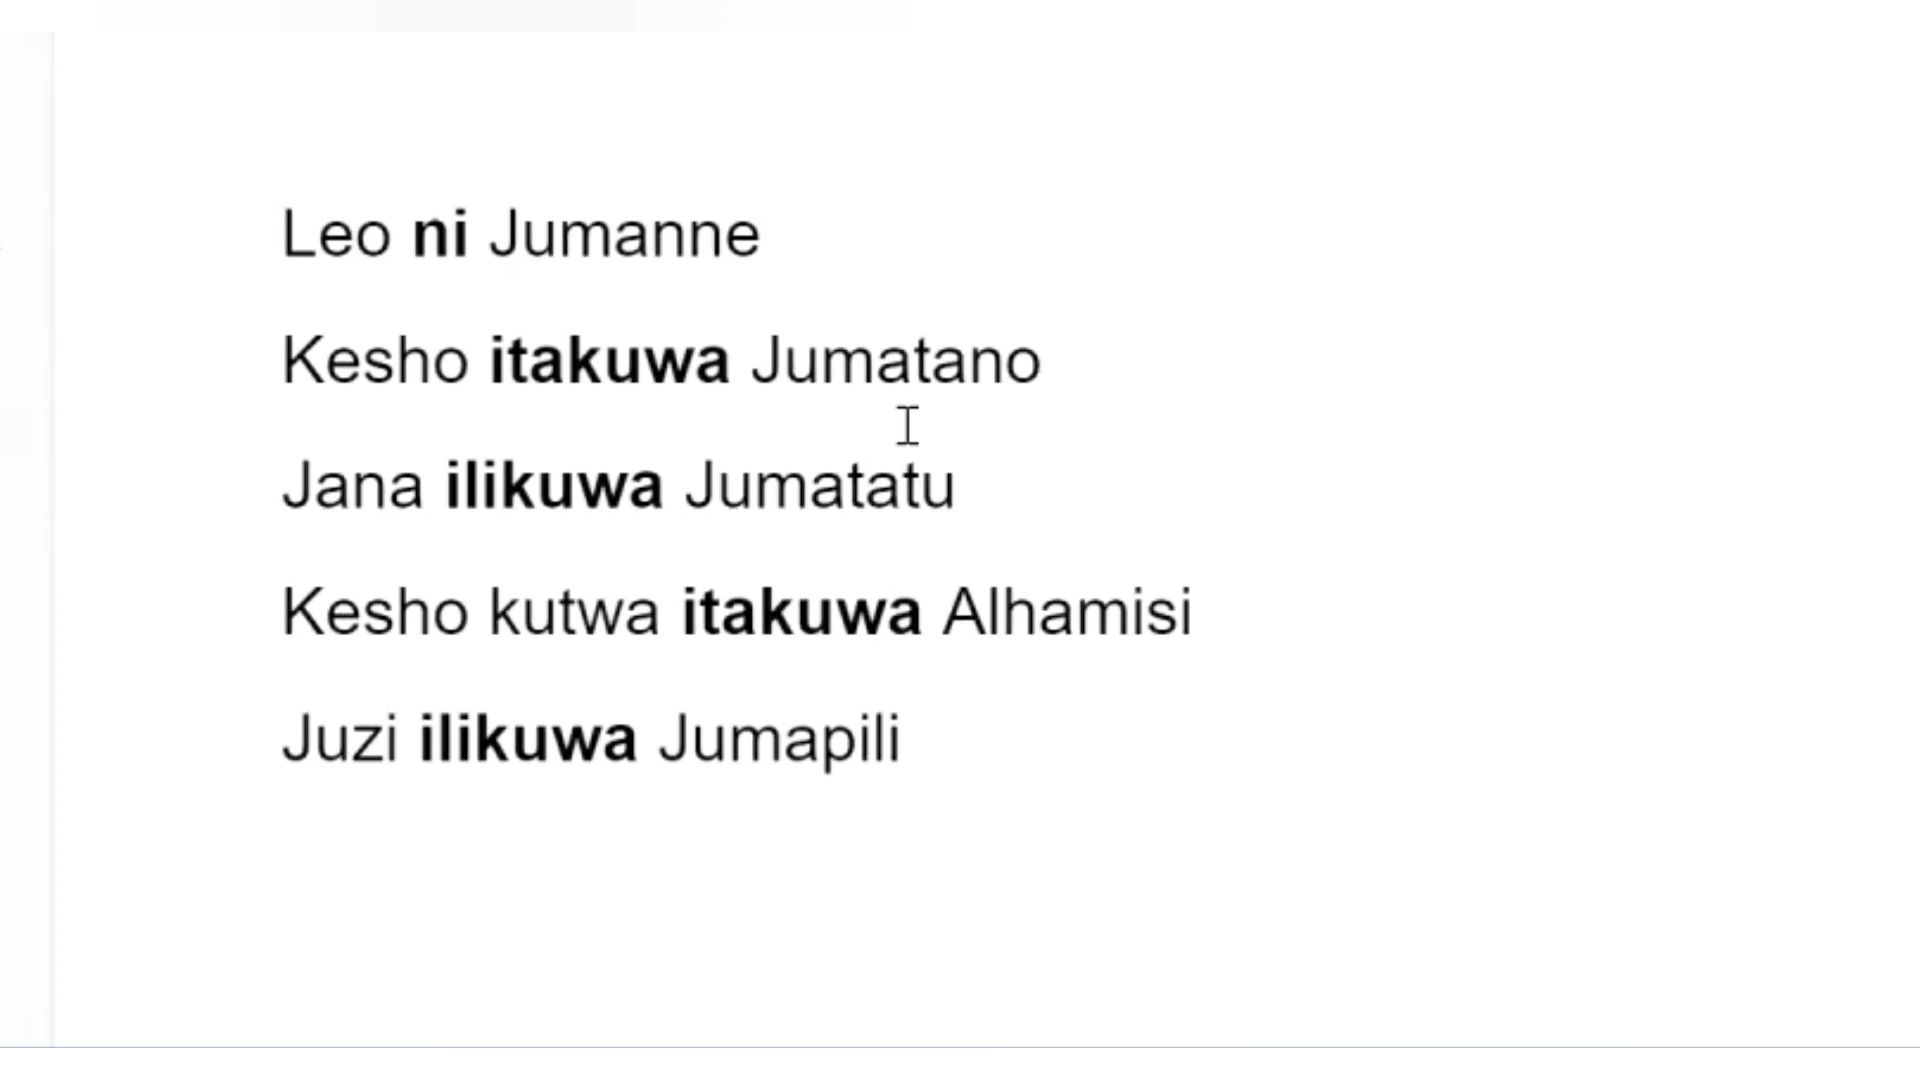 Leo ni Jumanne
Kesho itakuwa Jumatano
Jana ilikuwa Jumatatu
Kesho kutwa itakuwa Alhamisi
Juzi ilikuwa Jumapili